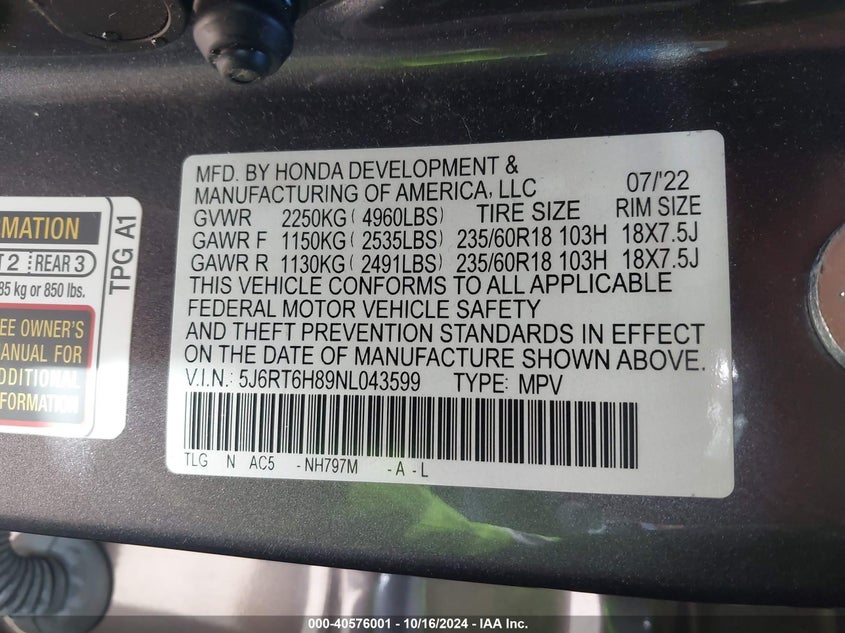 RMATION
T 2 REAR 3
85 kg or 850 lbs.
EE OWNER'S
MANUAL FOR
DDITIONAL
FORMATION
TPG A1
MFD. BY HONDA DEVELOPMENT &
MANUFACTURING OF AMERICA, LLC 07/'22
GVWR 2250KG( 4960LBS) TIRE SIZE RIM SIZE
GAWR F 1150KG( 2535LBS) 235/60R18 103H 18X7.5J
GAWR R 1130KG( 2491LBS) 235/60R18 103H 18X7.5J
THIS VEHICLE CONFORMS TO ALL APPLICABLE
FEDERAL MOTOR VEHICLE SAFETY
AND THEFT PREVENTION STANDARDS IN EFFECT
ON THE DATE OF MANUFACTURE SHOWN ABOVE.
V.I.N.: 5J6RT6H89NL043599 TYPE: MPV
TLG N AC5 - NH797M - A - L
000-40576001 - 10/16/2024 - IAA Inc.